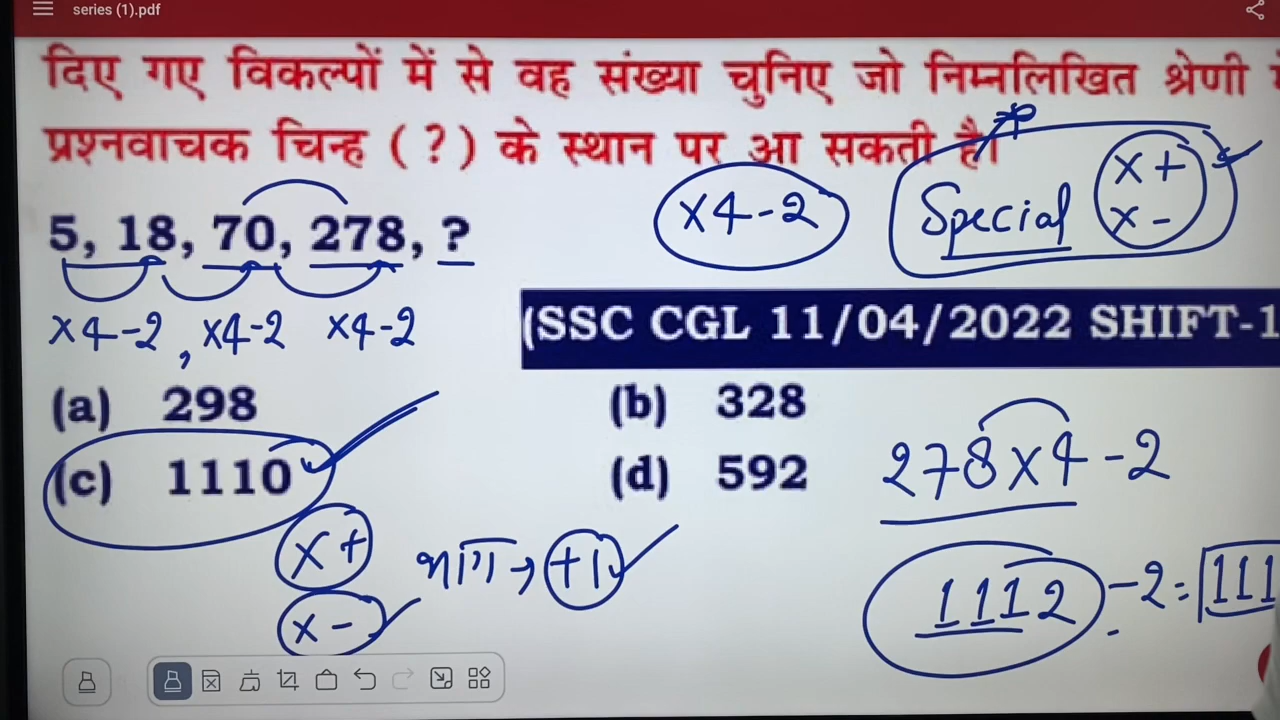 series (1).pdf
दिए गए विकल्पों में से वह संख्या चुनिए जो निम्नलिखित श्रेणी
प्रश्नवाचक चिन्ह ( ? ) के स्थान पर आ सकती है।
×4-2
Special
×+
×-
5, 18, 70, 278, ?
×4-2 , ×4-2 ×4-2
(SSC CGL 11/04/2022 SHIFT-1
(a) 298
(b) 328
(c) 1110
(d) 592
278×4-2
×+
×-
भाग→ +1
1112 -2= 111